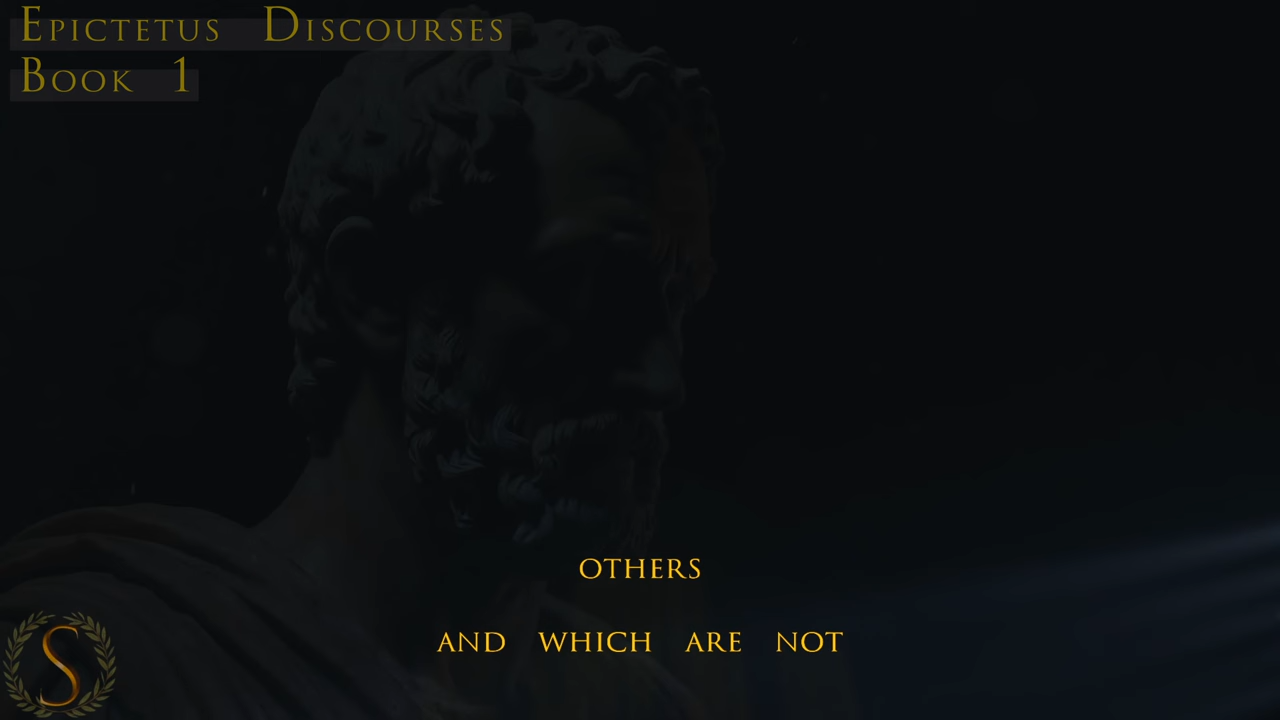 Epictetus Discourses
Book 1
OTHERS
AND WHICH ARE NOT
S